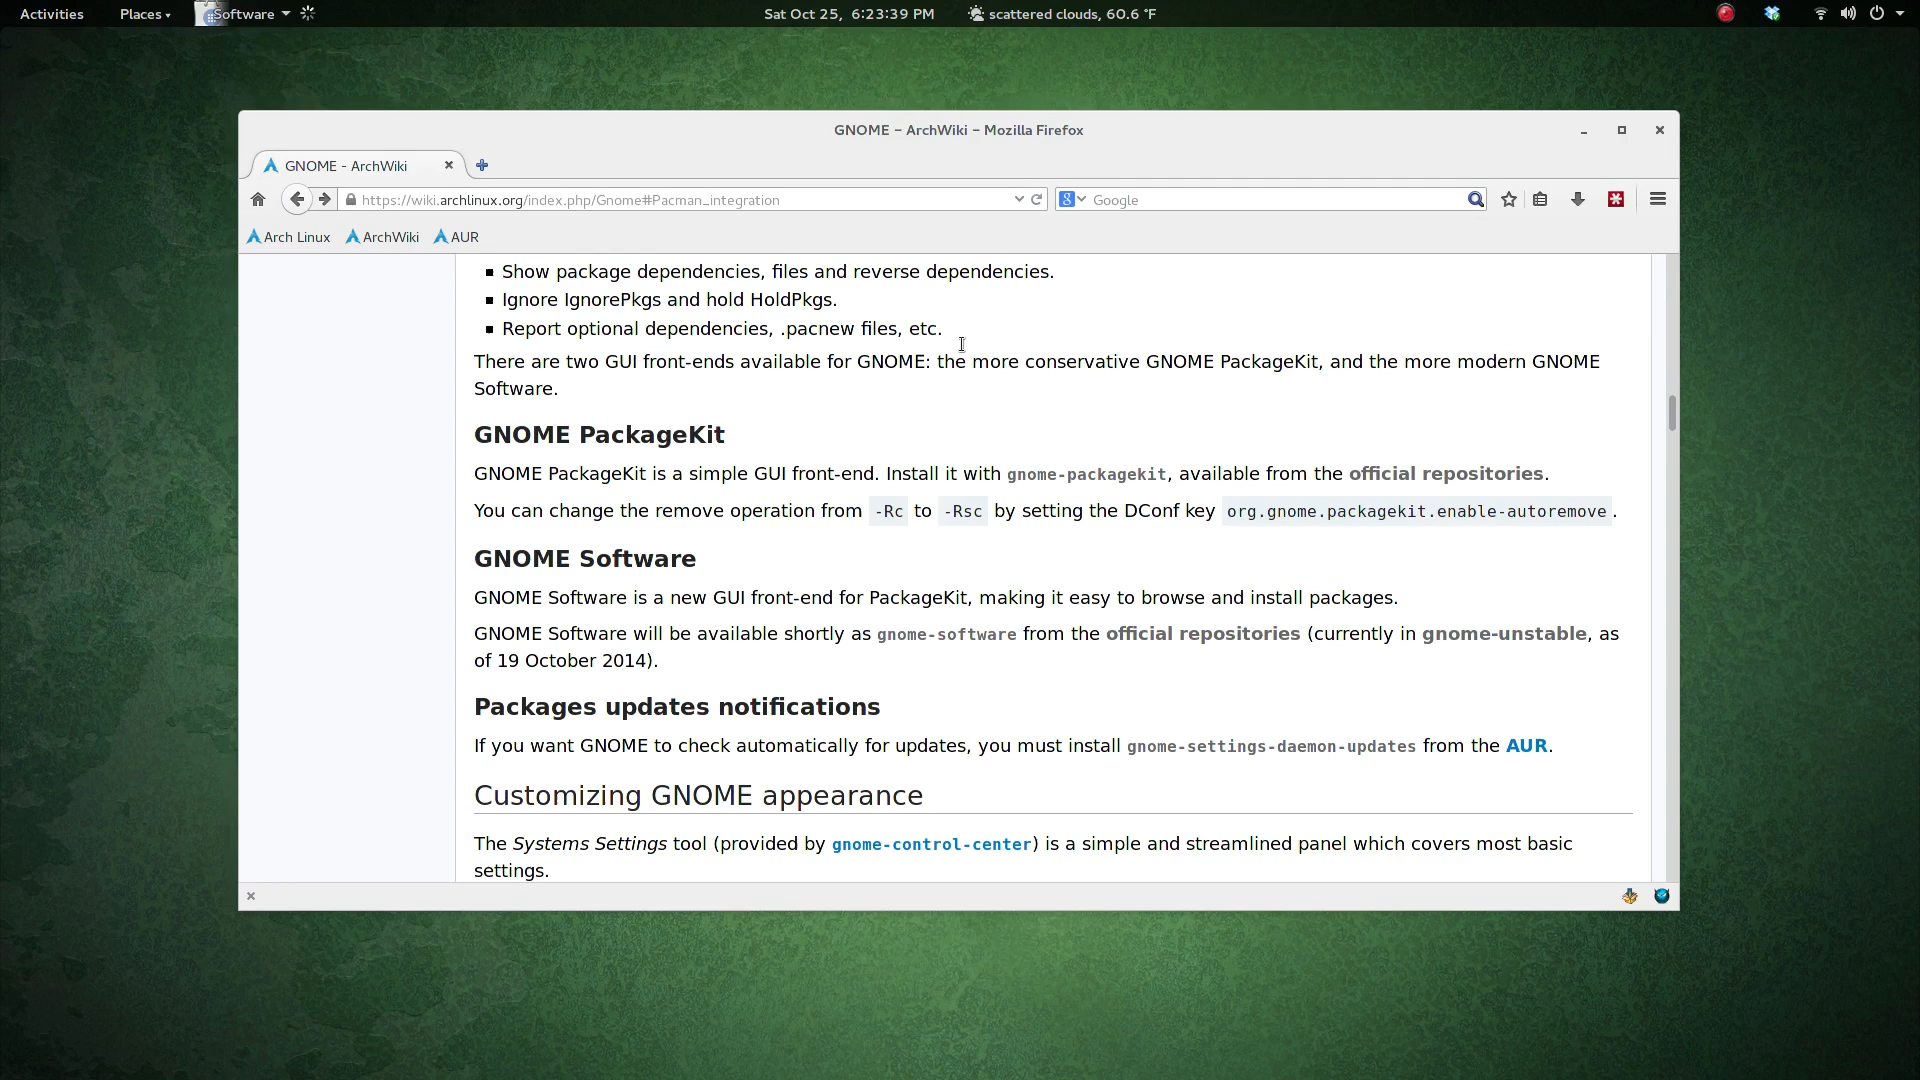 Activities Places Software Sat Oct 25, 6:23:39 PM scattered clouds, 60.6 °F
GNOME – ArchWiki – Mozilla Firefox
GNOME - ArchWiki
https://wiki.archlinux.org/index.php/Gnome#Pacman_integration Google
Arch Linux ArchWiki AUR
Show package dependencies, files and reverse dependencies.
Ignore IgnorePkgs and hold HoldPkgs.
Report optional dependencies, .pacnew files, etc.
There are two GUI front-ends available for GNOME: the more conservative GNOME PackageKit, and the more modern GNOME
Software.
GNOME PackageKit
GNOME PackageKit is a simple GUI front-end. Install it with gnome-packagekit, available from the official repositories.
You can change the remove operation from -Rc to -Rsc by setting the DConf key org.gnome.packagekit.enable-autoremove .
GNOME Software
GNOME Software is a new GUI front-end for PackageKit, making it easy to browse and install packages.
GNOME Software will be available shortly as gnome-software from the official repositories (currently in gnome-unstable, as
of 19 October 2014).
Packages updates notifications
If you want GNOME to check automatically for updates, you must install gnome-settings-daemon-updates from the AUR.
Customizing GNOME appearance
The Systems Settings tool (provided by gnome-control-center) is a simple and streamlined panel which covers most basic
settings.